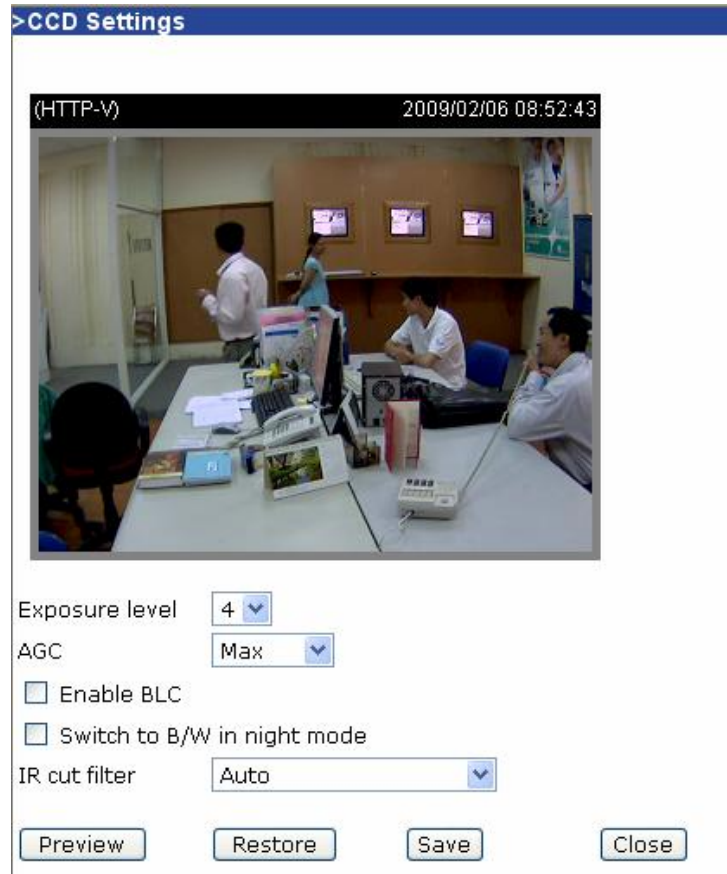 >CCD Settings
(HTTP-V) 2009/02/06 08:52:43
Exposure level 4
AGC Max
Enable BLC
Switch to B/W in night mode
IR cut filter Auto
Preview Restore Save Close